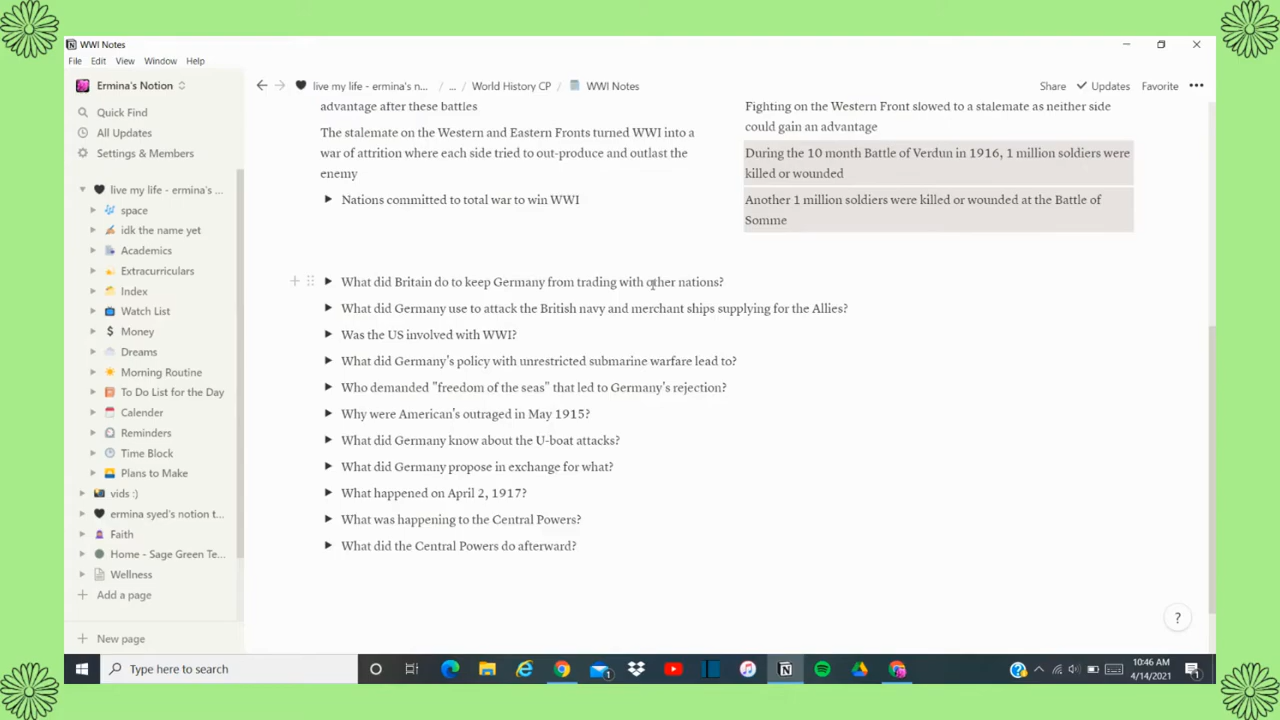 WWI Notes
File Edit View Window Help
Ermina's Notion
live my life - ermina's n... / ... / World History CP / WWI Notes
Share Updates Favorite •••
Quick Find
All Updates
Settings & Members
live my life - ermina's ...
space
idk the name yet
Academics
Extracurriculars
Index
Watch List
$ Money
Dreams
Morning Routine
To Do List for the Day
Calender
Reminders
Time Block
Plans to Make
vids :)
ermina syed's notion t...
Faith
Home - Sage Green Te...
Wellness
+ Add a page
+ New page
advantage after these battles
The stalemate on the Western and Eastern Fronts turned WWI into a
war of attrition where each side tried to out-produce and outlast the
enemy
Nations committed to total war to win WWI
Fighting on the Western Front slowed to a stalemate as neither side
could gain an advantage
During the 10 month Battle of Verdun in 1916, 1 million soldiers were
killed or wounded
Another 1 million soldiers were killed or wounded at the Battle of
Somme
What did Britain do to keep Germany from trading with other nations?
What did Germany use to attack the British navy and merchant ships supplying for the Allies?
Was the US involved with WWI?
What did Germany's policy with unrestricted submarine warfare lead to?
Who demanded "freedom of the seas" that led to Germany's rejection?
Why were American's outraged in May 1915?
What did Germany know about the U-boat attacks?
What did Germany propose in exchange for what?
What happened on April 2, 1917?
What was happening to the Central Powers?
What did the Central Powers do afterward?
?
Type here to search
1
10:46 AM
4/14/2021
1